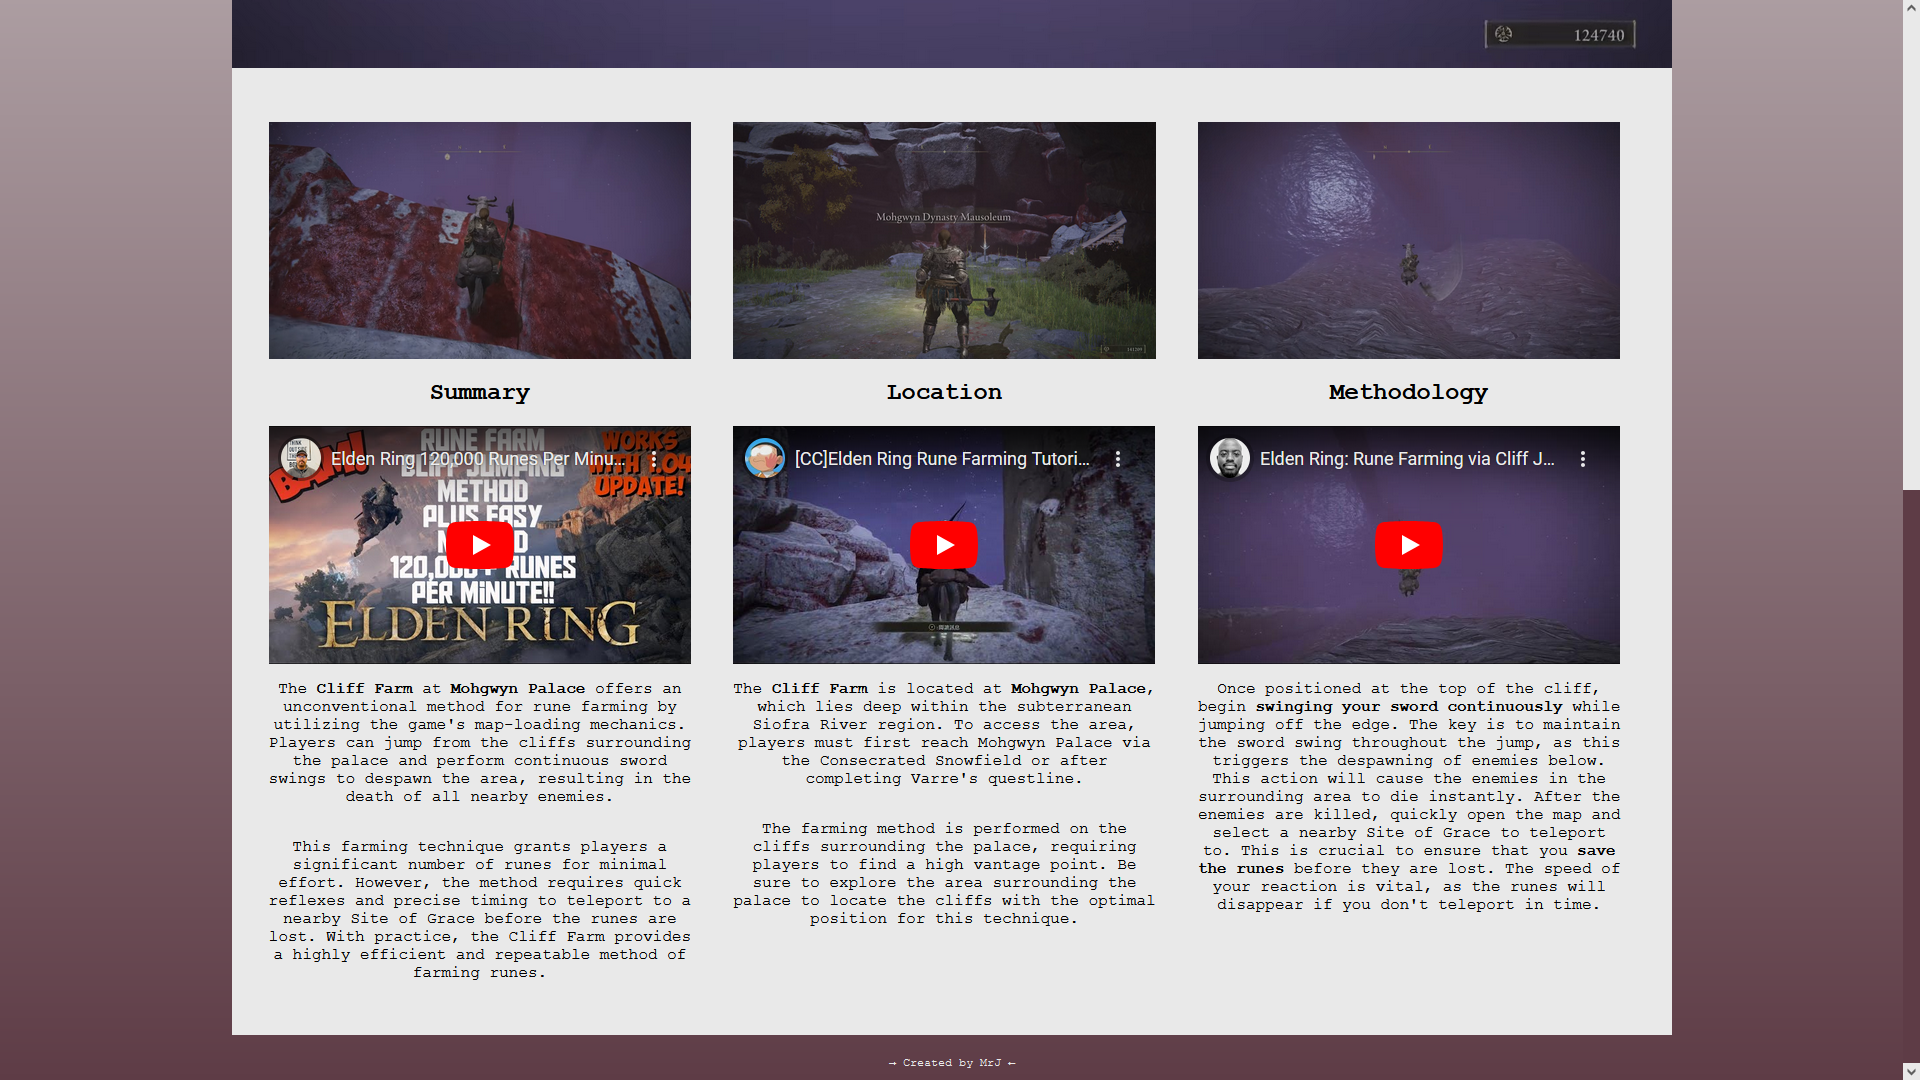 124740
Mohgwyn Dynasty Mausoleum
Summary
Location
Methodology
Elden Ring 120,000 Runes Per Minu...
RUNE FARM
CLIFF JUMPING
METHOD
PLUS EASY
120,000+ RUNES
PER MINUTE!!
ELDEN RING
BAM!
WORKS
WITH 1.04
UPDATE!
[CC]Elden Ring Rune Farming Tutori...
Elden Ring: Rune Farming via Cliff J...
The Cliff Farm at Mohgwyn Palace offers an
unconventional method for rune farming by
utilizing the game's map-loading mechanics.
Players can jump from the cliffs surrounding
the palace and perform continuous sword
swings to despawn the area, resulting in the
death of all nearby enemies.
This farming technique grants players a
significant number of runes for minimal
effort. However, the method requires quick
reflexes and precise timing to teleport to a
nearby Site of Grace before the runes are
lost. With practice, the Cliff Farm provides
a highly efficient and repeatable method of
farming runes.
The Cliff Farm is located at Mohgwyn Palace,
which lies deep within the subterranean
Siofra River region. To access the area,
players must first reach Mohgwyn Palace via
the Consecrated Snowfield or after
completing Varre's questline.
The farming method is performed on the
cliffs surrounding the palace, requiring
players to find a high vantage point. Be
sure to explore the area surrounding the
palace to locate the cliffs with the optimal
position for this technique.
Once positioned at the top of the cliff,
begin swinging your sword continuously while
jumping off the edge. The key is to maintain
the sword swing throughout the jump, as this
triggers the despawning of enemies below.
This action will cause the enemies in the
surrounding area to die instantly. After the
enemies are killed, quickly open the map and
select a nearby Site of Grace to teleport
to. This is crucial to ensure that you save
the runes before they are lost. The speed of
your reaction is vital, as the runes will
disappear if you don't teleport in time.
→ Created by MrJ ←